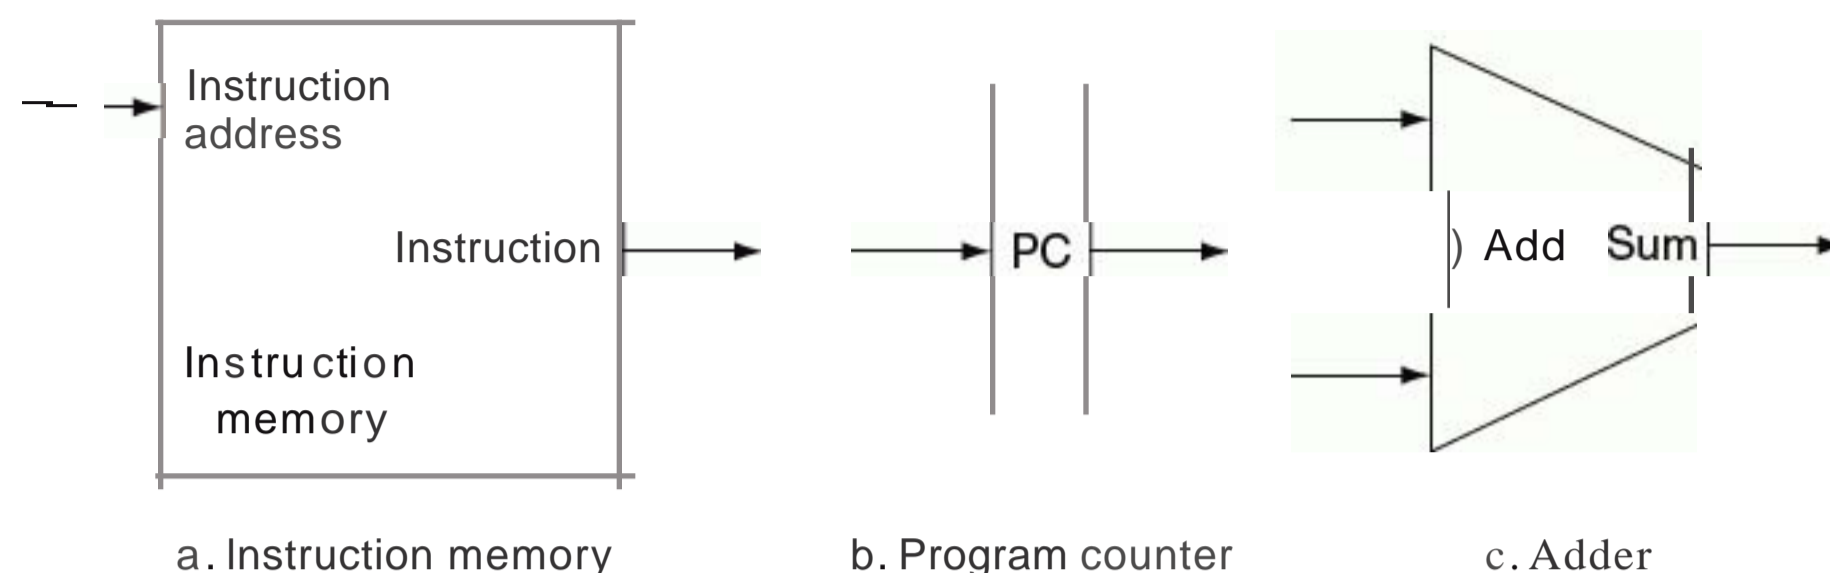 Instruction
address
Instruction
Instruction
memory
PC
) Add Sum
a. Instruction memory
b. Program counter
c. Adder